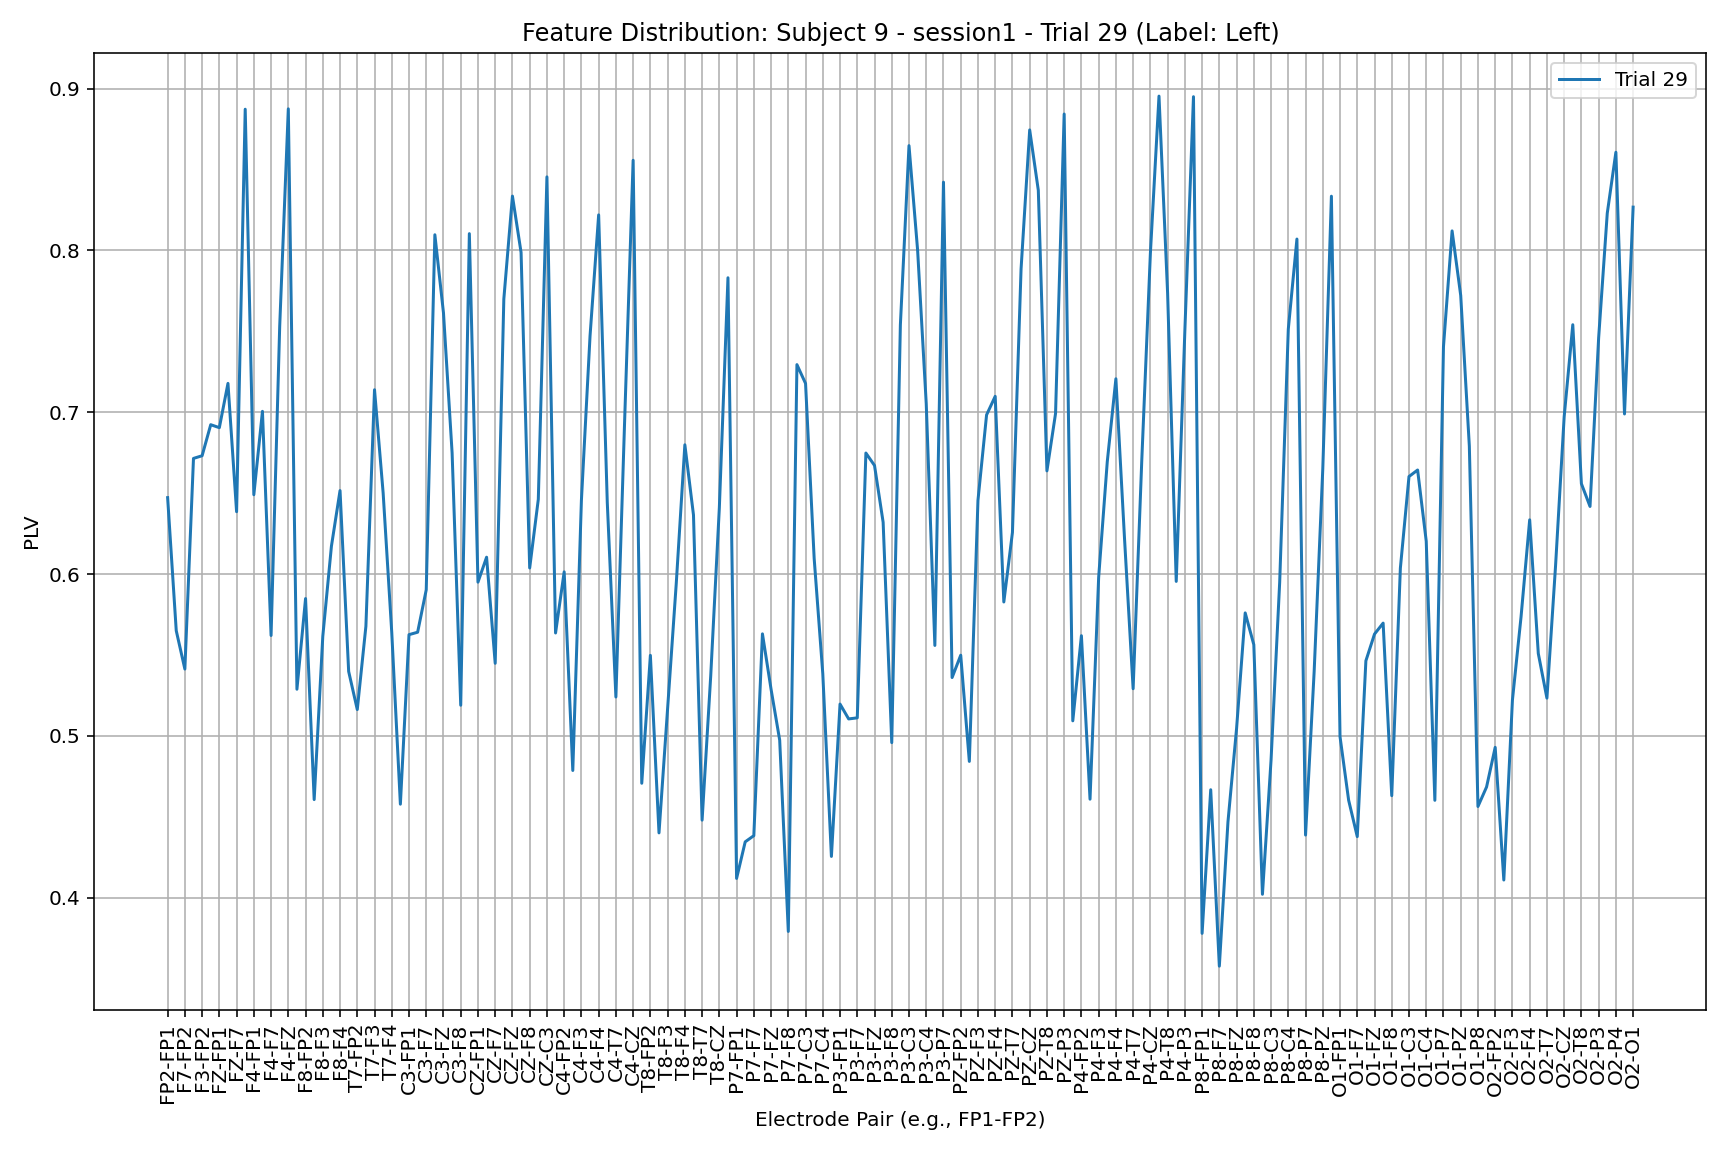 Feature Distribution: Subject 9 - session1 - Trial 29 (Label: Left)
Trial 29
0.9
0.8
0.7
0.6
0.5
0.4
PLV
FP2-FP1
F7-FP2
F3-FP2
FZ-FP1
FZ-F7
F4-FP1
F4-F7
F4-FZ
F8-FP2
F8-F3
F8-F4
T7-FP2
T7-F3
T7-F4
C3-FP1
C3-F7
C3-FZ
C3-F8
CZ-FP1
CZ-F7
CZ-FZ
CZ-F8
CZ-C3
C4-FP2
C4-F3
C4-F4
C4-T7
C4-CZ
T8-FP2
T8-F3
T8-F4
T8-T7
T8-CZ
P7-FP1
P7-F7
P7-FZ
P7-F8
P7-C3
P7-C4
P3-FP1
P3-F7
P3-FZ
P3-F8
P3-C3
P3-C4
P3-P7
PZ-FP2
PZ-F3
PZ-F4
PZ-T7
PZ-CZ
PZ-T8
PZ-P3
P4-FP2
P4-F3
P4-F4
P4-T7
P4-CZ
P4-T8
P4-P3
P8-FP1
P8-F7
P8-FZ
P8-F8
P8-C3
P8-C4
P8-P7
P8-PZ
O1-FP1
O1-F7
O1-FZ
O1-F8
O1-C3
O1-C4
O1-P7
O1-PZ
O1-P8
O2-FP2
O2-F3
O2-F4
O2-T7
O2-CZ
O2-T8
O2-P3
O2-P4
O2-O1
Electrode Pair (e.g., FP1-FP2)